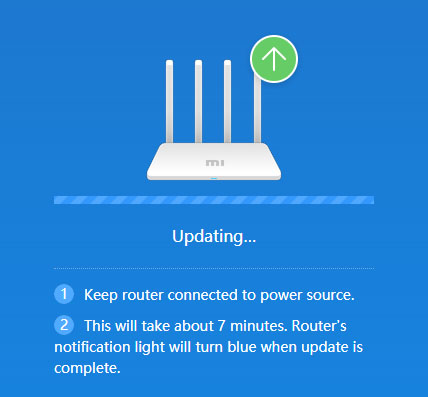 mi
Updating...
1 Keep router connected to power source.
2 This will take about 7 minutes. Router's
notification light will turn blue when update is
complete.